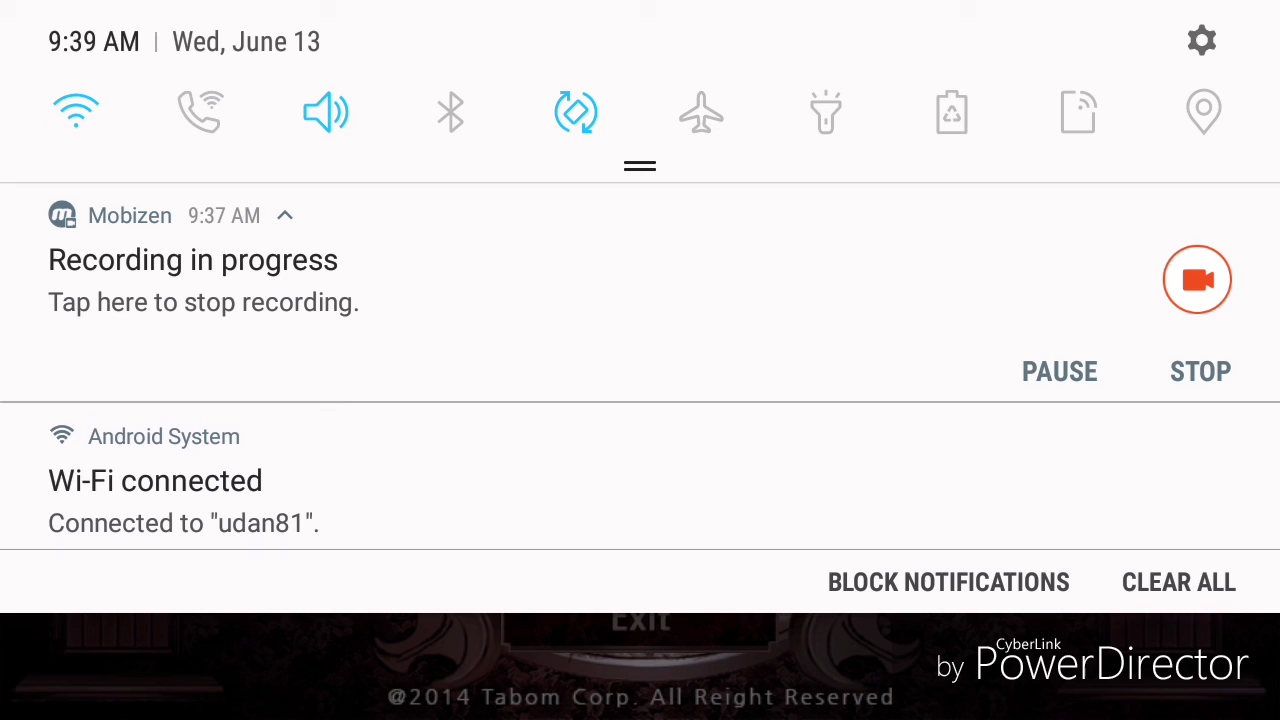 9:39 AM | Wed, June 13
Mobizen 9:37 AM
Recording in progress
Tap here to stop recording.
PAUSE STOP
Android System
Wi-Fi connected
Connected to "udan81".
BLOCK NOTIFICATIONS CLEAR ALL
Exit
CyberLink
by PowerDirector
@2014 Tabom Corp. All Reight Reserved